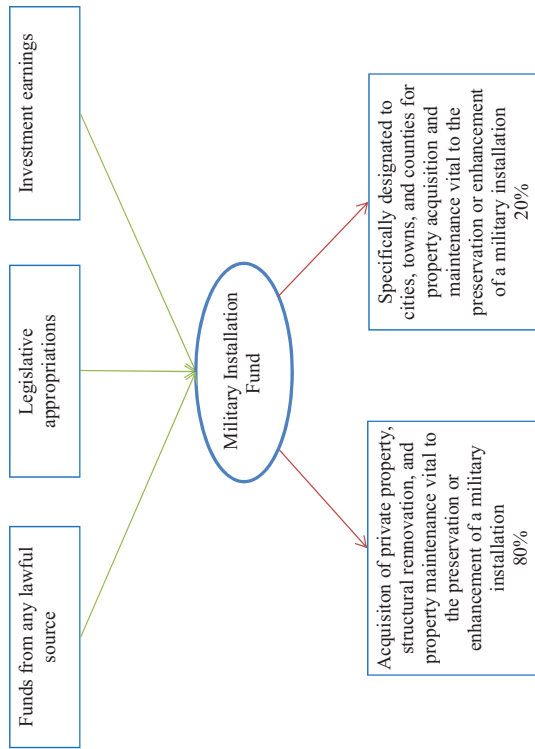 Funds from any lawful
source
Legislative
appropriations
Investment earnings
Military Installation
Fund
Acquisiton of private property,
structural rennovation, and
property maintenance vital to
the preservation or
enhancement of a military
installation
80%
Specifically designated to
cities, towns, and counties for
property acquisition and
maintenance vital to the
preservation or enhancement
of a military installation
20%